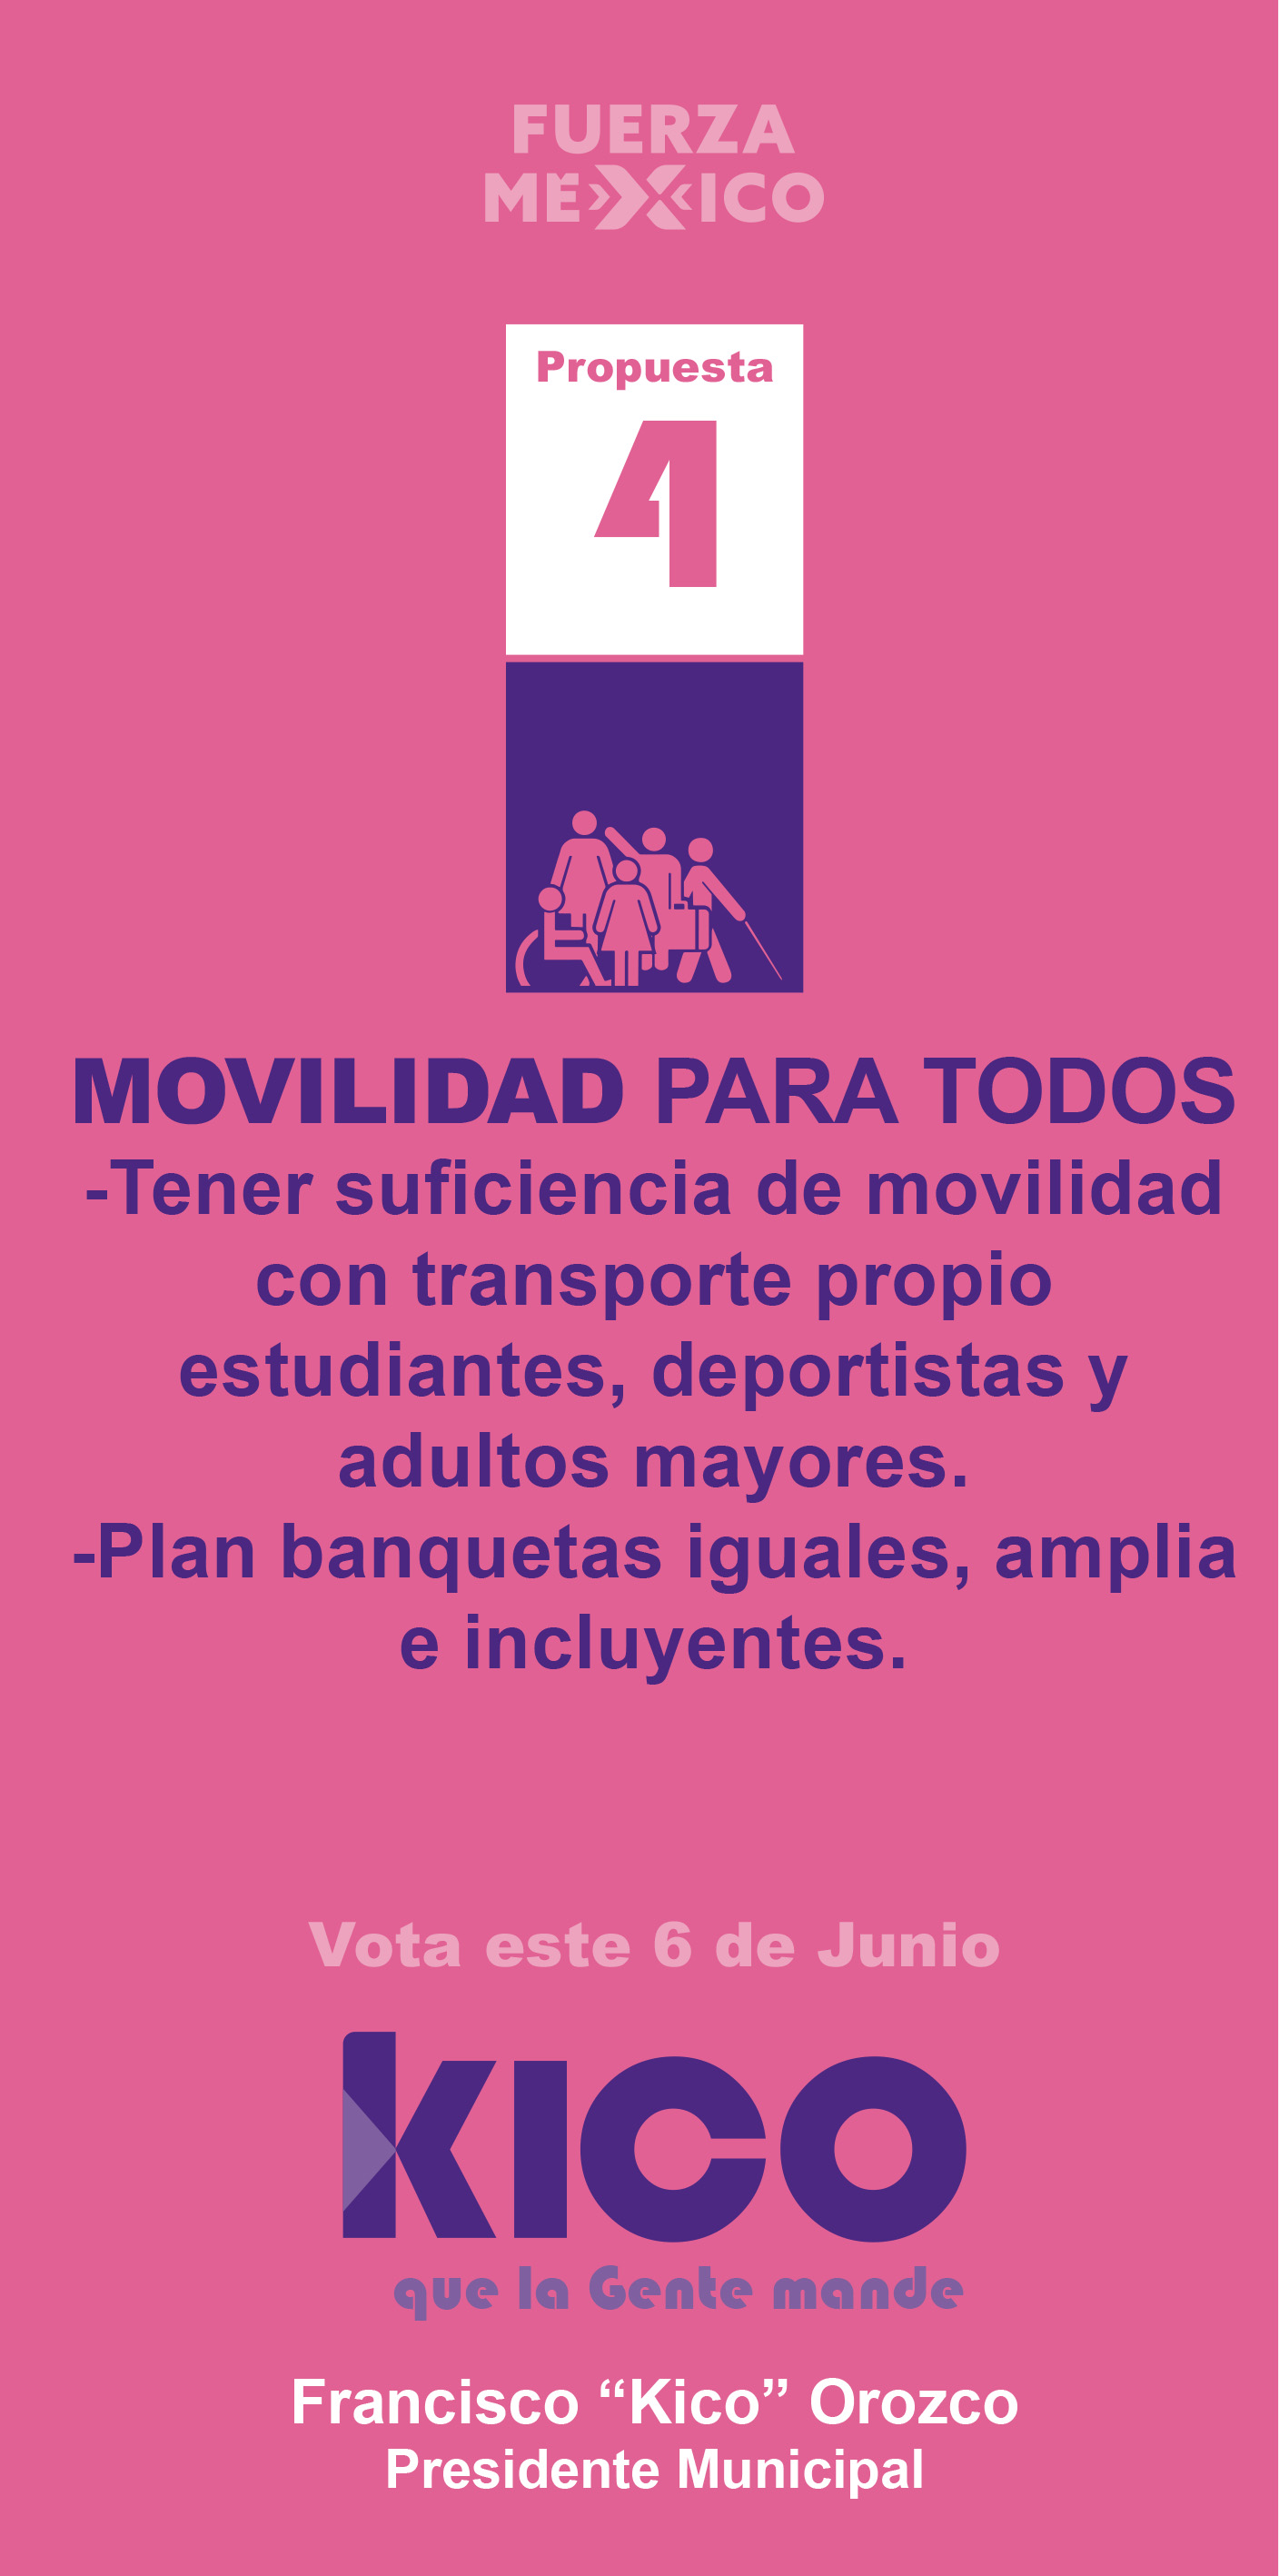 FUERZA
MÉXICO
Propuesta
4
MOVILIDAD PARA TODOS
-Tener suficiencia de movilidad
con transporte propio
estudiantes, deportistas y
adultos mayores.
-Plan banquetas iguales, amplia
e incluyentes.
Vota este 6 de Junio
KICO
que la Gente mande
Francisco “Kico” Orozco
Presidente Municipal